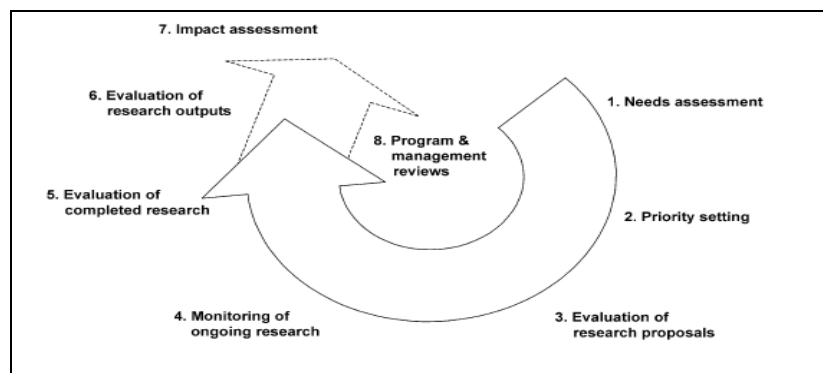 7. Impact assessment
6. Evaluation of
research outputs
1. Needs assessment
8. Program &
management
reviews
5. Evaluation of
completed research
2. Priority setting
4. Monitoring of
ongoing research
3. Evaluation of
research proposals